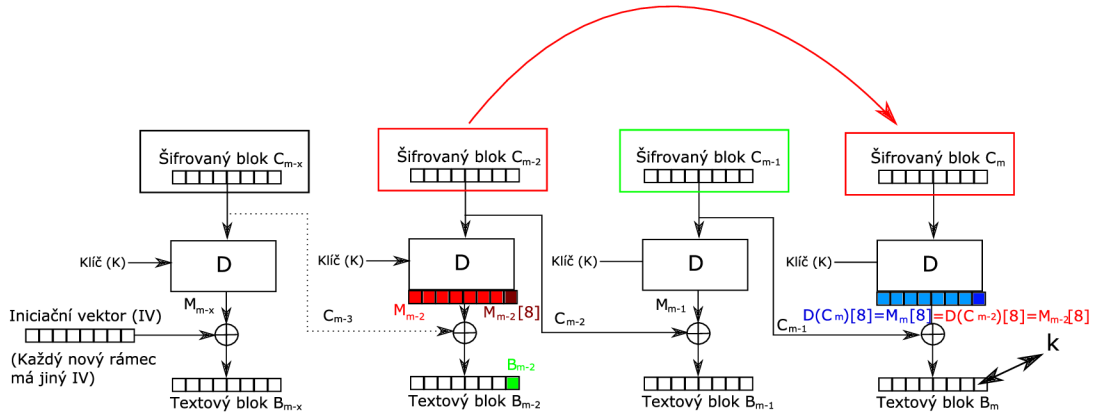 Šifrovaný blok Cm-x
Šifrovaný blok Cm-2
Šifrovaný blok Cm-1
Šifrovaný blok Cm
Klíč (K)
D
Klíč (K)
D
Klíč (K)
D
Klíč (K)
D
Mm-x
Mm-2
Mm-2[8]
Mm-1
D(Cm)[8]=Mm[8]=D(Cm-2)[8]=Mm-2[8]
Iniciační vektor (IV)
Cm-3
Cm-2
Cm-1
(Každý nový rámec
má jiný IV)
Bm-2
k
Textový blok Bm-x
Textový blok Bm-2
Textový blok Bm-1
Textový blok Bm